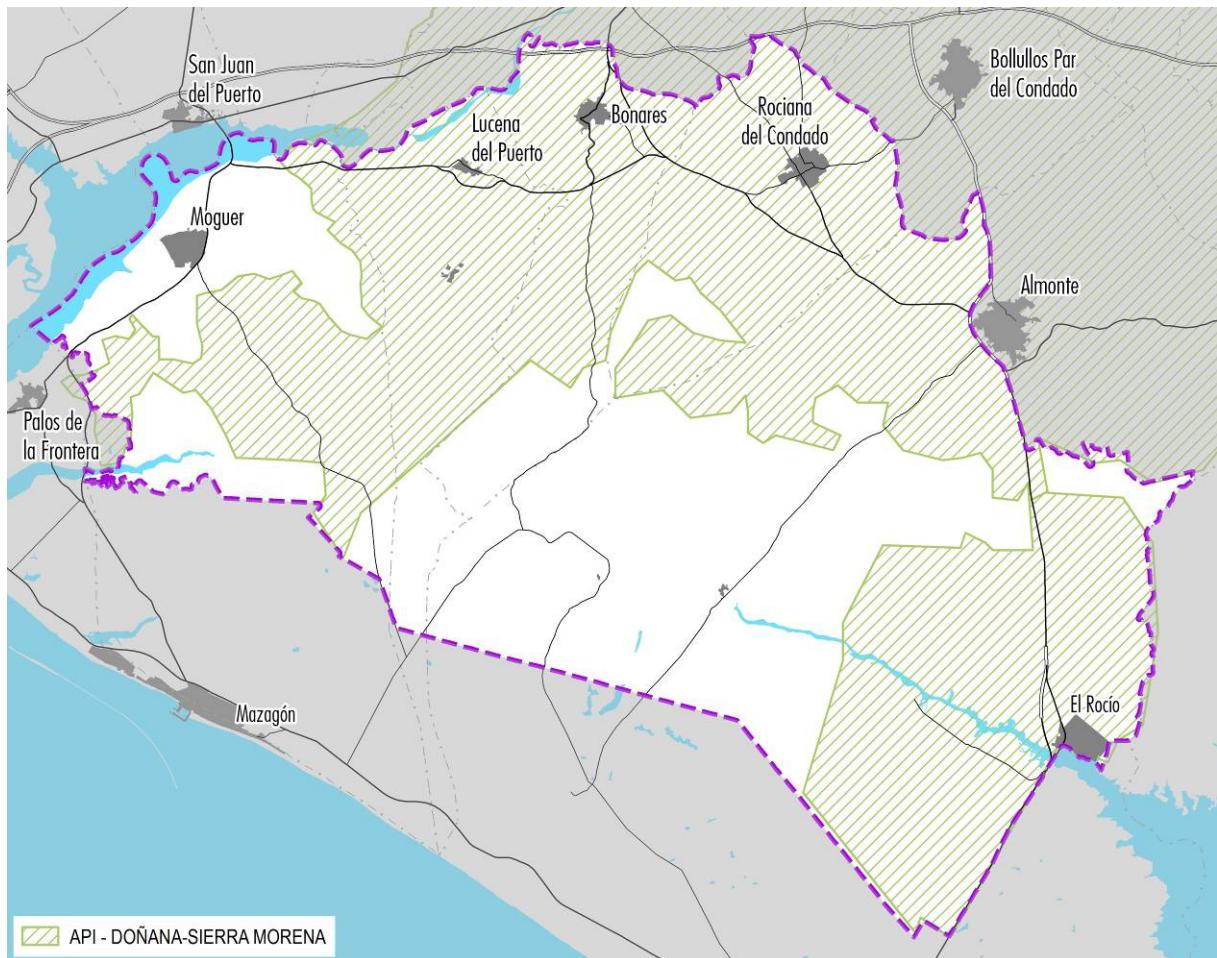 San Juan
del Puerto
Bollullos Par
del Condado
Lucena
del Puerto
Bonares
Rociana
del Condado
Moguer
Almonte
Palos de
la Frontera
Mazagón
El Rocío
API - DOÑANA-SIERRA MORENA